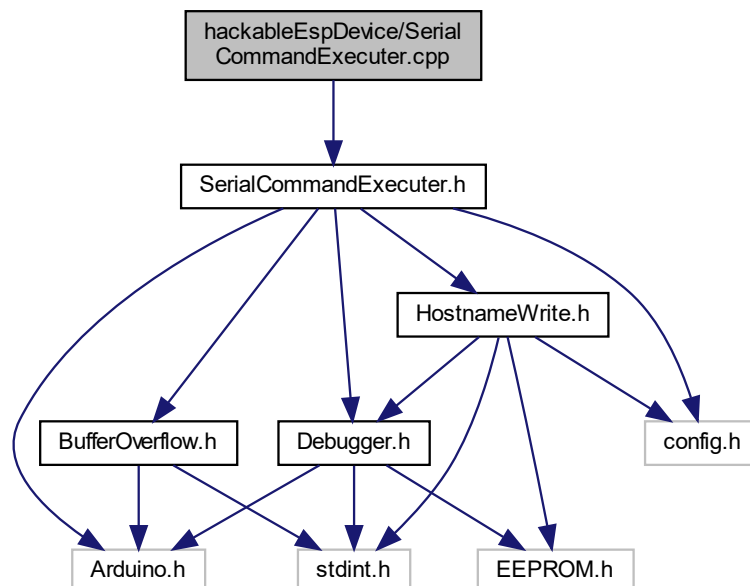 hackableEspDevice/Serial
CommandExecuter.cpp
SerialCommandExecuter.h
HostnameWrite.h
BufferOverflow.h
Debugger.h
config.h
Arduino.h
stdint.h
EEPROM.h